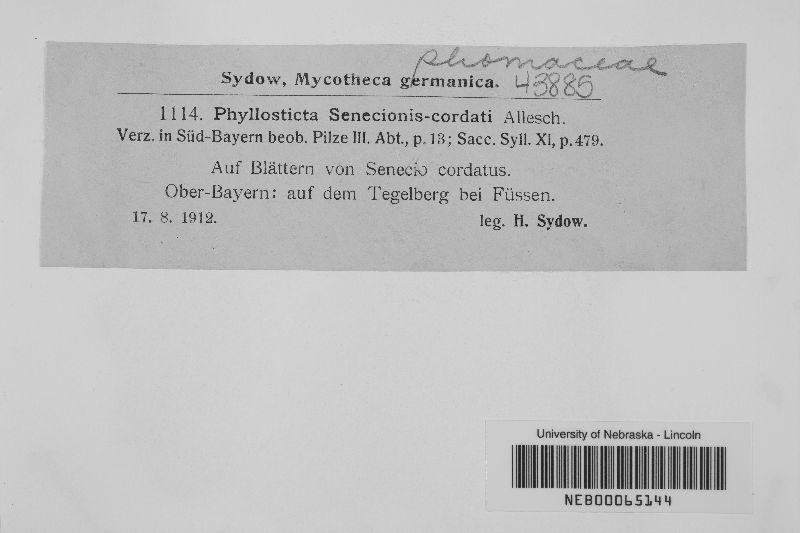 Phomaceae
Sydow, Mycotheca germanica. 43885
1114. Phyllosticta Senecionis-cordati Allesch.
Verz. in Süd-Bayern beob. Pilze III. Abt., p. 13; Sacc. Syll. XI, p. 479.
Auf Blättern von Senecio cordatus.
Ober-Bayern: auf dem Tegelberg bei Füssen.
17. 8. 1912. leg. H. Sydow.
University of Nebraska - Lincoln
NEB00065144